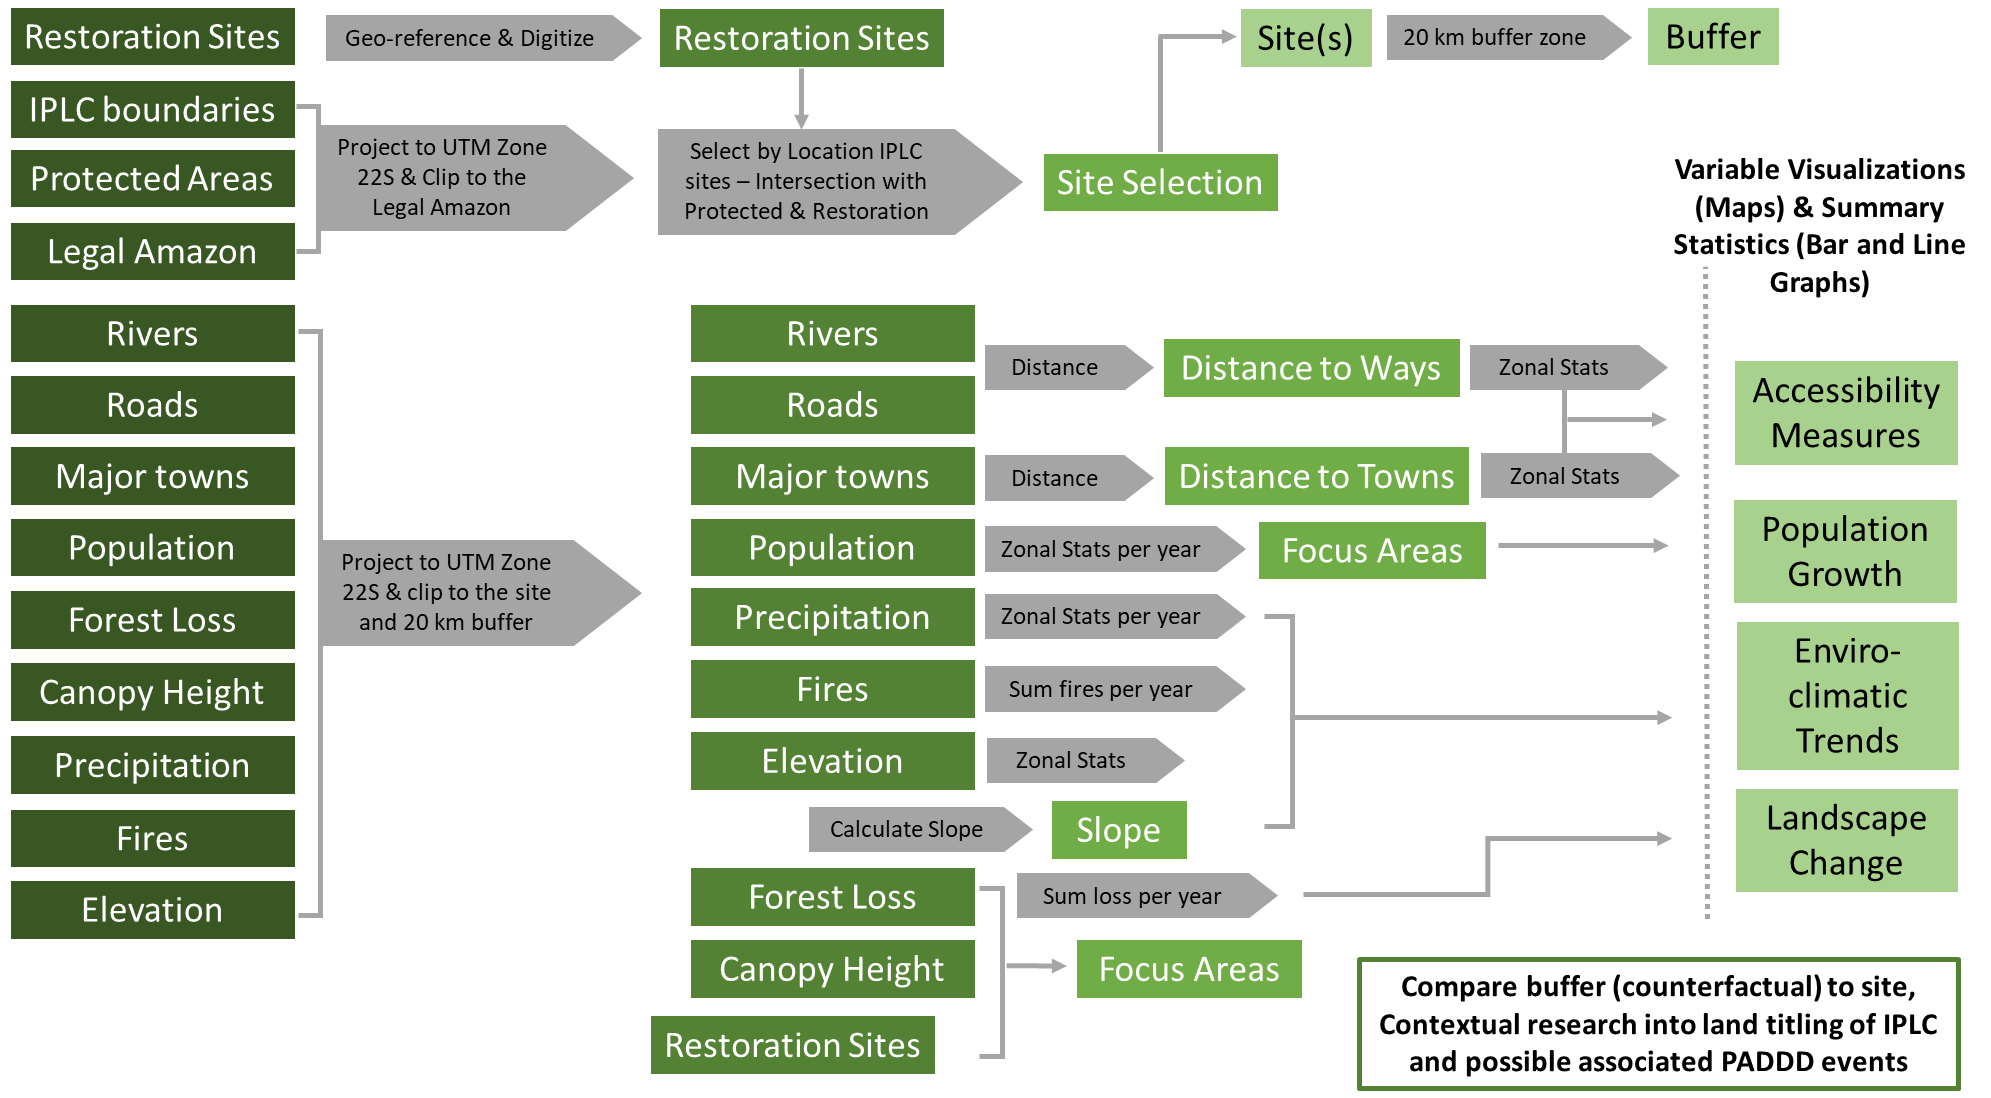 Restoration Sites
Geo-reference & Digitize
Restoration Sites
Site(s)
20 km buffer zone
Buffer
IPLC boundaries
Protected Areas
Legal Amazon
Project to UTM Zone
22S & Clip to the
Legal Amazon
Select by Location IPLC
sites – Intersection with
Protected & Restoration
Site Selection
Variable Visualizations
(Maps) & Summary
Statistics (Bar and Line
Graphs)
Rivers
Roads
Major towns
Population
Forest Loss
Canopy Height
Precipitation
Fires
Elevation
Project to UTM Zone
22S & clip to the site
and 20 km buffer
Rivers
Roads
Distance
Distance to Ways
Zonal Stats
Major towns
Distance
Distance to Towns
Zonal Stats
Accessibility
Measures
Population
Zonal Stats per year
Focus Areas
Population
Growth
Precipitation
Zonal Stats per year
Fires
Sum fires per year
Elevation
Zonal Stats
Calculate Slope
Slope
Enviro-
climatic
Trends
Forest Loss
Sum loss per year
Landscape
Change
Canopy Height
Focus Areas
Restoration Sites
Compare buffer (counterfactual) to site,
Contextual research into land titling of IPLC
and possible associated PADDD events